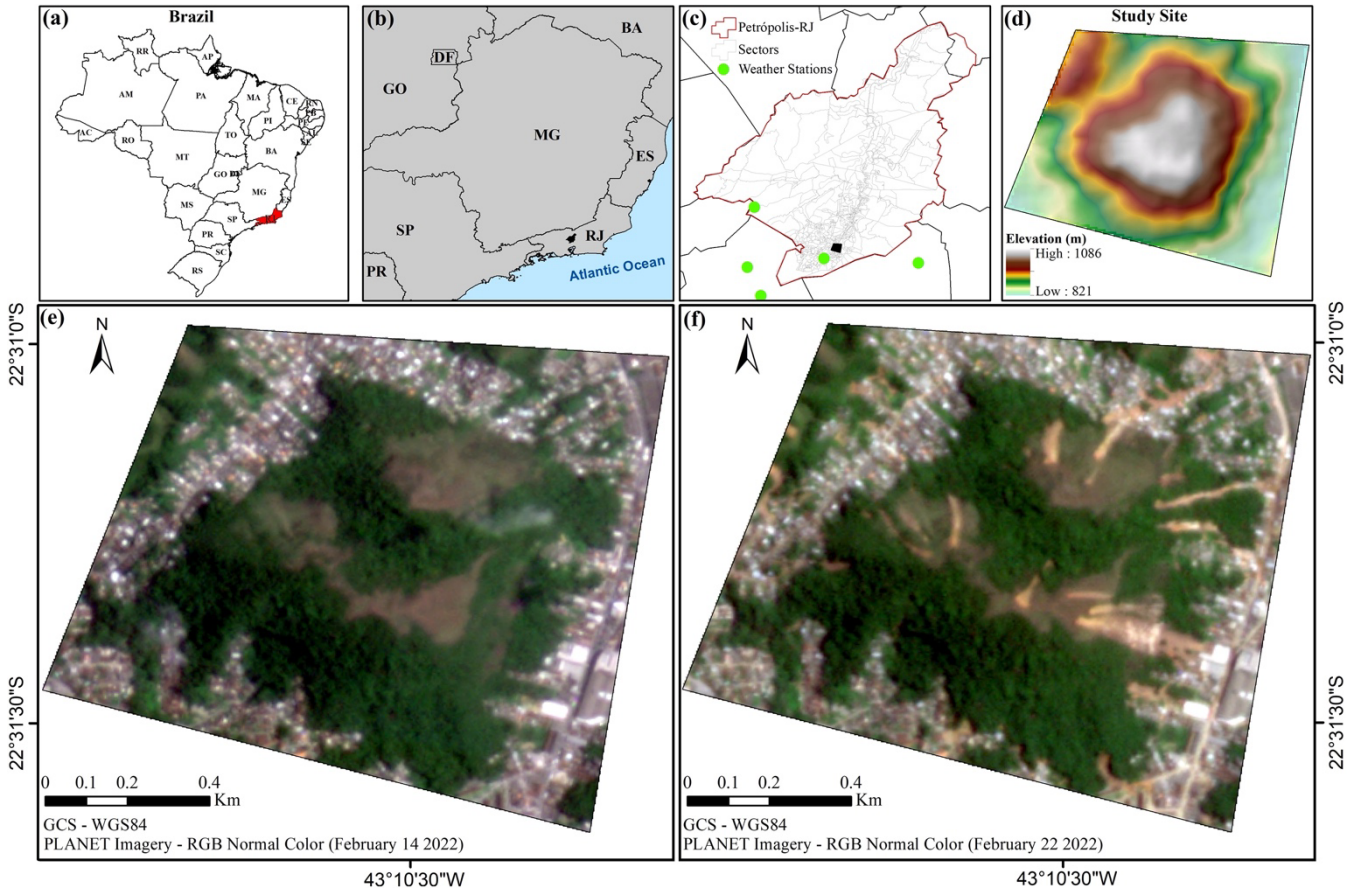 (a)
Brazil
RR
AP
AM
PA
MA
CE
RN
PI
AC
RO
TO
BA
MT
GO
DF
MG
ES
MS
SP
PR
SC
RS
(b)
BA
DF
GO
MG
ES
SP
RJ
PR
Atlantic Ocean
(c)
Petrópolis-RJ
Sectors
Weather Stations
(d)
Study Site
Elevation (m)
High : 1086
Low : 821
(e)
N
22°31'0"S
22°31'30"S
0 0.1 0.2 0.4
Km
GCS - WGS84
PLANET Imagery - RGB Normal Color (February 14 2022)
43°10'30"W
(f)
N
22°31'0"S
22°31'30"S
0 0.1 0.2 0.4
Km
GCS - WGS84
PLANET Imagery - RGB Normal Color (February 22 2022)
43°10'30"W